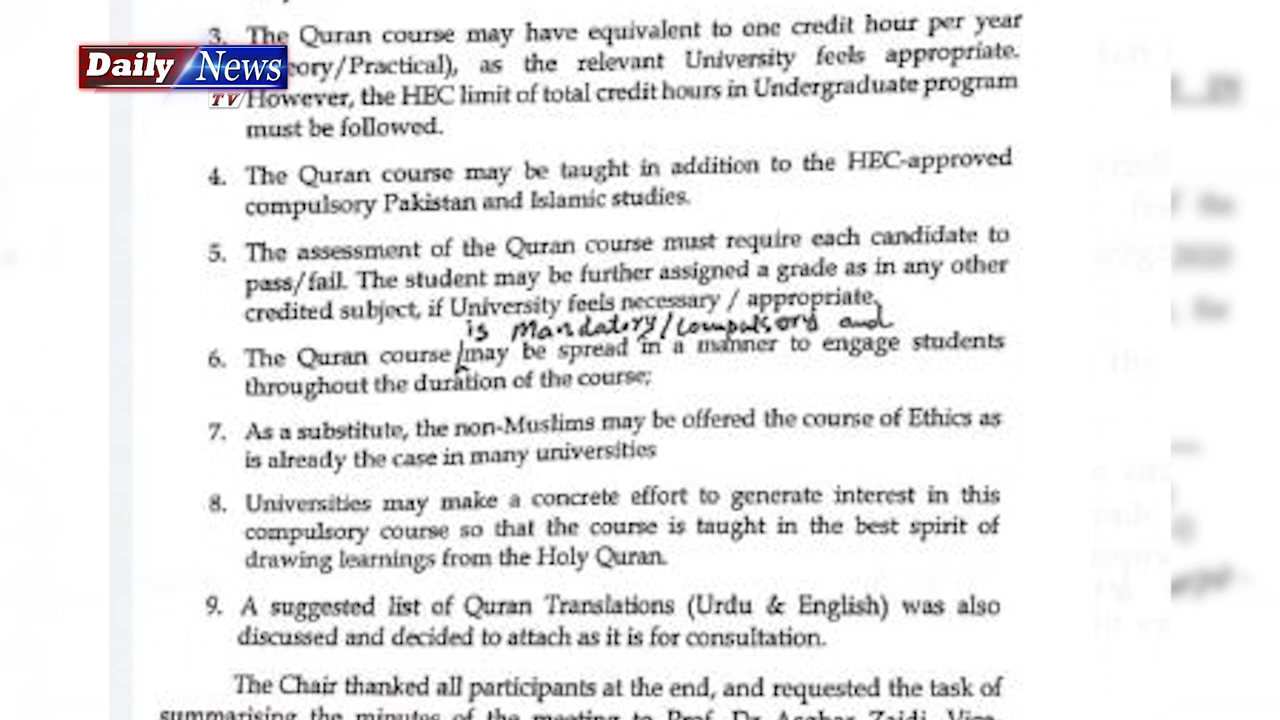 3. The Quran course may have equivalent to one credit hour per year
Daily News
TV
eory/Practical), as the relevant University feels appropriate.
However, the HEC limit of total credit hours in Undergraduate program
must be followed.
4. The Quran course may be taught in addition to the HEC-approved
compulsory Pakistan and Islamic studies.
5. The assessment of the Quran course must require each candidate to
pass/fail. The student may be further assigned a grade as in any other
credited subject, if University feels necessary / appropriate.
is Mandatory/Compulsory and
6. The Quran course may be spread in a manner to engage students
throughout the duration of the course;
7. As a substitute, the non-Muslims may be offered the course of Ethics as
is already the case in many universities
8. Universities may make a concrete effort to generate interest in this
compulsory course so that the course is taught in the best spirit of
drawing learnings from the Holy Quran.
9. A suggested list of Quran Translations (Urdu & English) was also
discussed and decided to attach as it is for consultation.
The Chair thanked all participants at the end, and requested the task of
summarising the minutes of the meeting to Prof. Dr. Asghar Zaidi, Vice-